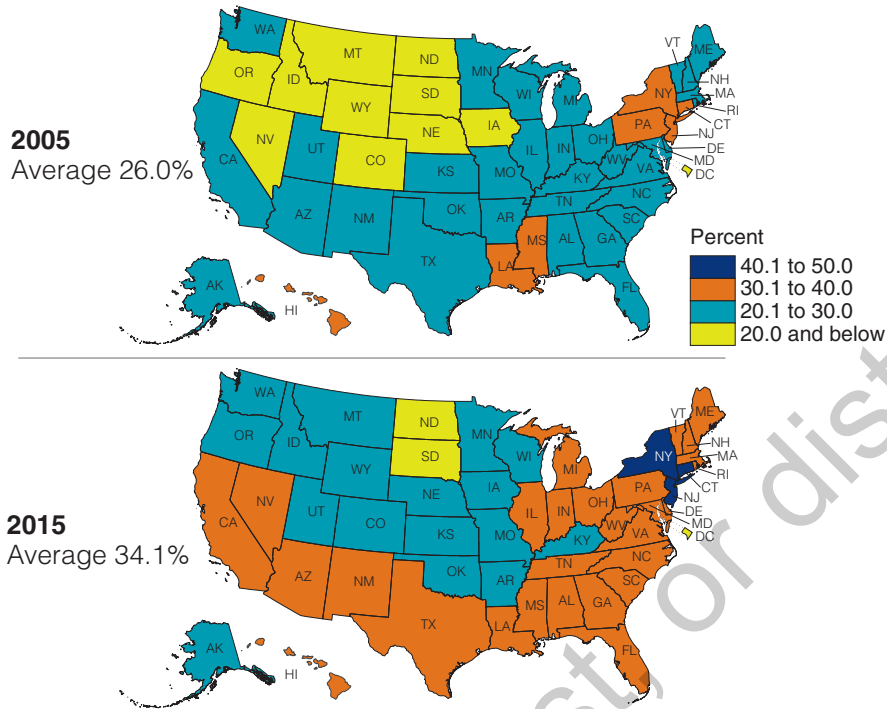 WA
MT
ND
MN
VT
ME
OR
ID
SD
WI
MI
NY
NH
MA
WY
RI
CT
2005
Average 26.0%
NV
NE
IA
PA
NJ
CA
UT
CO
IL
IN
OH
DE
MD
DC
KS
MO
WV
VA
KY
NC
AZ
NM
OK
AR
TN
SC
MS
AL
GA
TX
LA
FL
AK
HI
Percent
40.1 to 50.0
30.1 to 40.0
20.1 to 30.0
20.0 and below
WA
MT
ND
MN
VT
ME
OR
ID
SD
WI
MI
NY
NH
MA
WY
RI
CT
2015
Average 34.1%
NV
NE
IA
PA
NJ
CA
UT
CO
IL
IN
OH
DE
MD
DC
KS
MO
WV
VA
KY
NC
AZ
NM
OK
AR
TN
SC
MS
AL
GA
TX
LA
FL
AK
HI
st, or dist